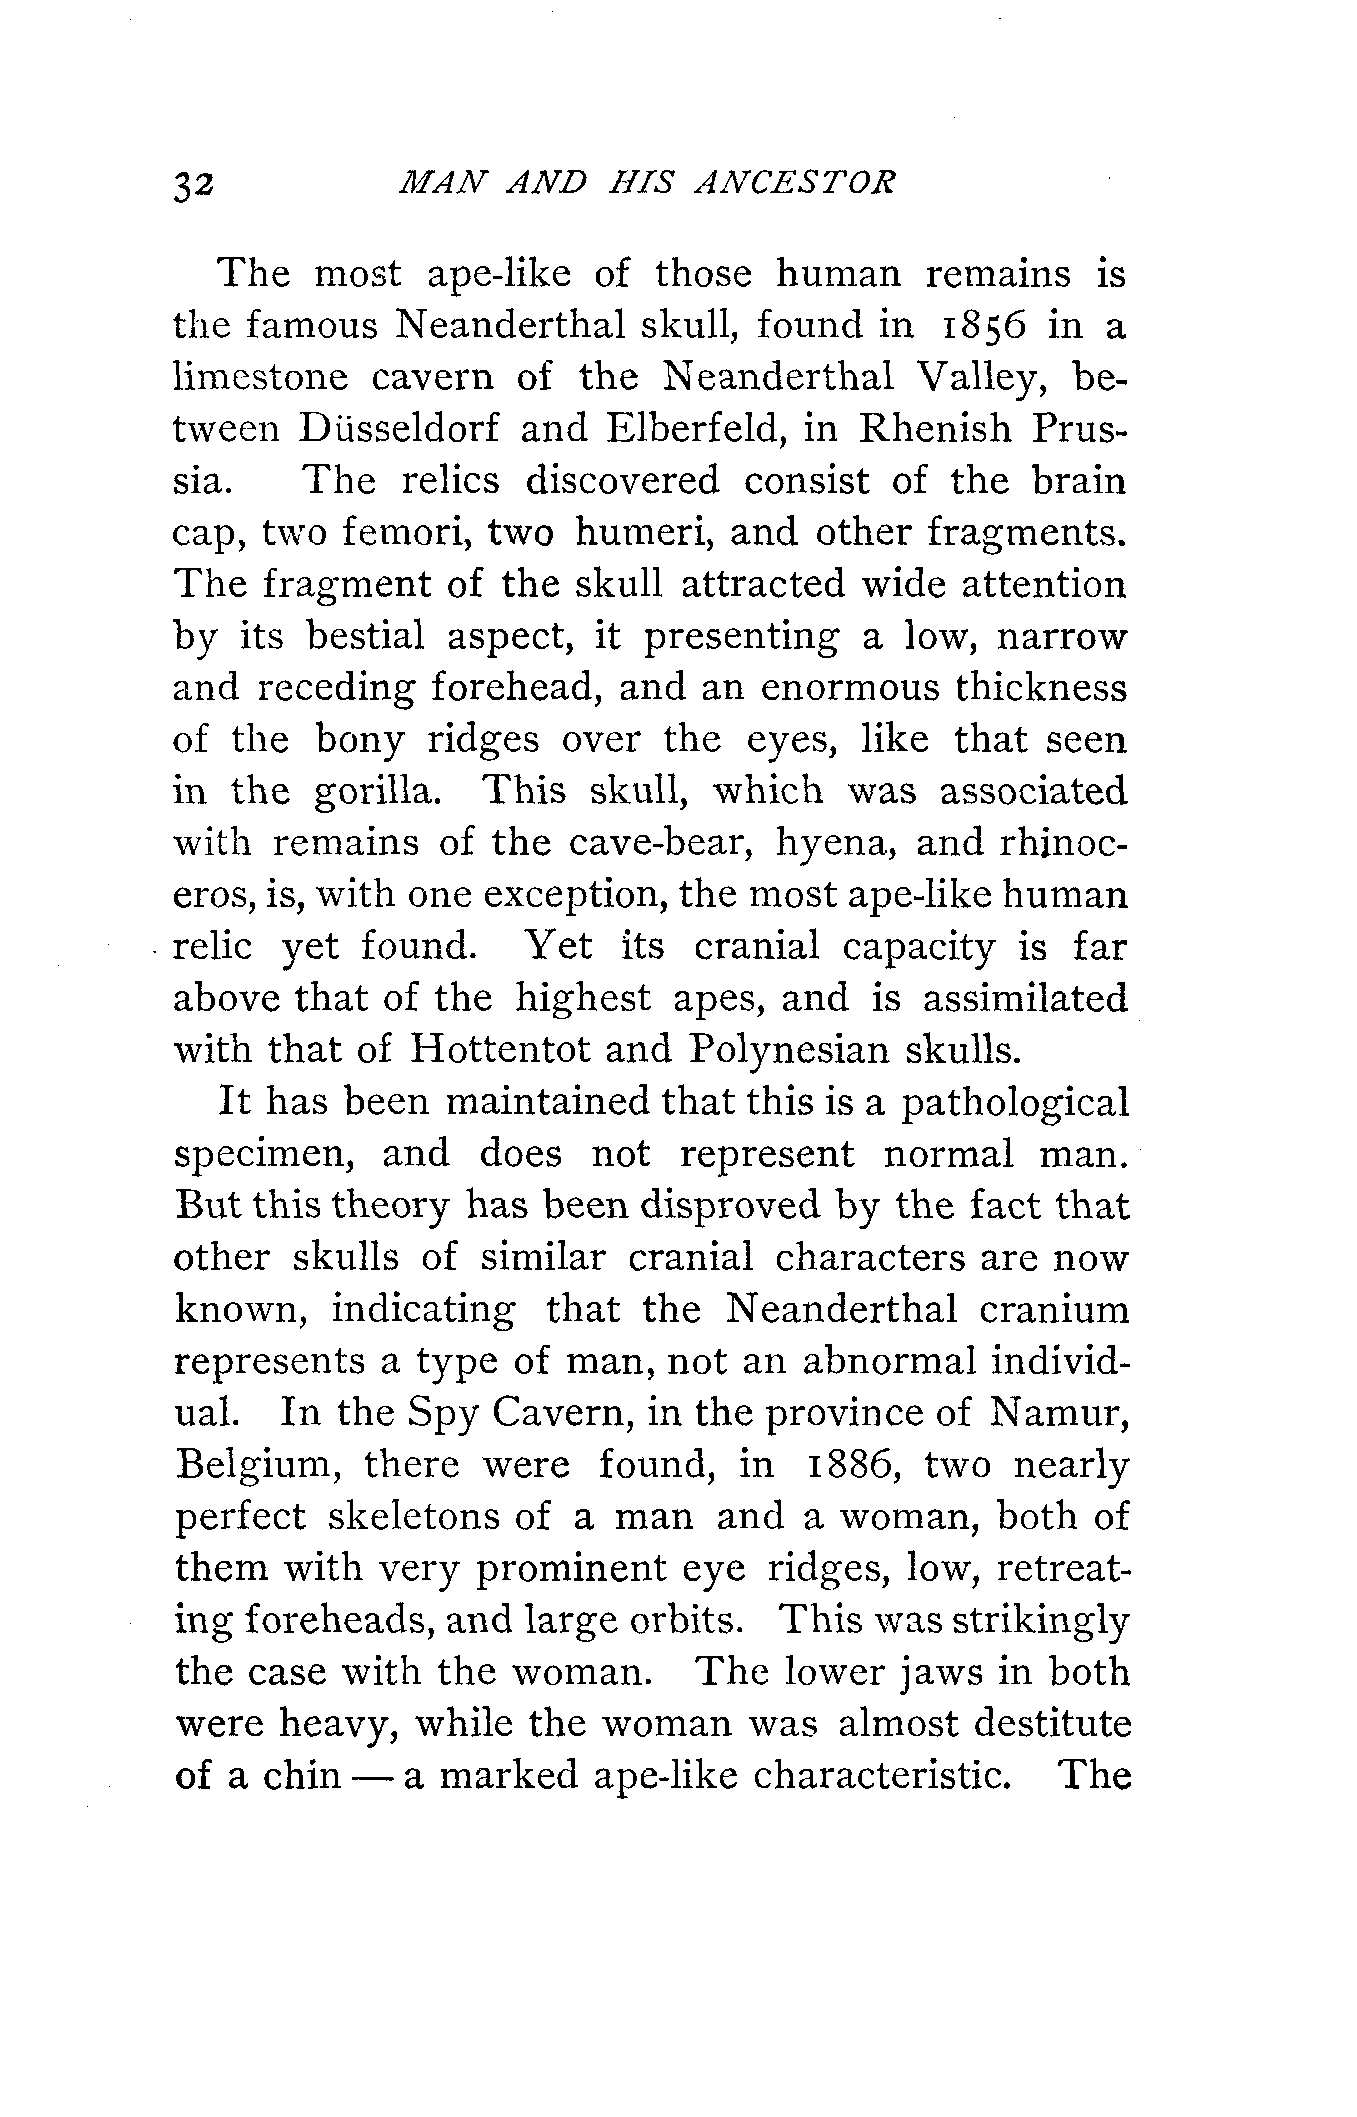 32 MAN AND HIS ANCESTOR
The most ape-like of those human remains is
the famous Neanderthal skull, found in 1856 in a
limestone cavern of the Neanderthal Valley, be-
tween Düsseldorf and Elberfeld, in Rhenish Prus-
sia. The relics discovered consist of the brain
cap, two femori, two humeri, and other fragments.
The fragment of the skull attracted wide attention
by its bestial aspect, it presenting a low, narrow
and receding forehead, and an enormous thickness
of the bony ridges over the eyes, like that seen
in the gorilla. This skull, which was associated
with remains of the cave-bear, hyena, and rhinoc-
eros, is, with one exception, the most ape-like human
relic yet found. Yet its cranial capacity is far
above that of the highest apes, and is assimilated
with that of Hottentot and Polynesian skulls.
It has been maintained that this is a pathological
specimen, and does not represent normal man.
But this theory has been disproved by the fact that
other skulls of similar cranial characters are now
known, indicating that the Neanderthal cranium
represents a type of man, not an abnormal individ-
ual. In the Spy Cavern, in the province of Namur,
Belgium, there were found, in 1886, two nearly
perfect skeletons of a man and a woman, both of
them with very prominent eye ridges, low, retreat-
ing foreheads, and large orbits. This was strikingly
the case with the woman. The lower jaws in both
were heavy, while the woman was almost destitute
of a chin — a marked ape-like characteristic. The